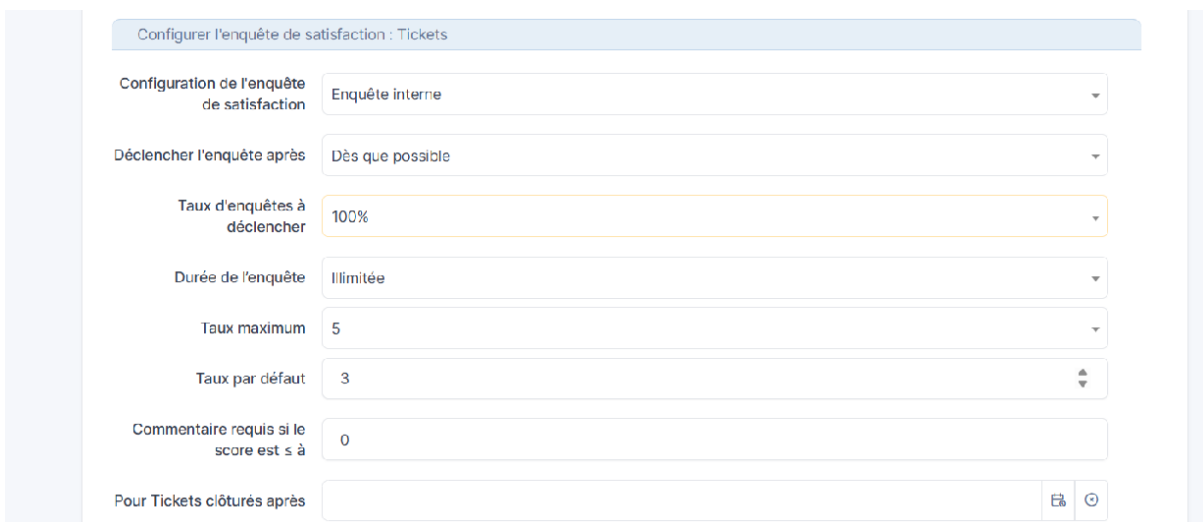 Configurer l'enquête de satisfaction : Tickets
Configuration de l'enquête
de satisfaction
Enquête interne
Déclencher l'enquête après
Dès que possible
Taux d'enquêtes à
déclencher
100%
Durée de l'enquête
Illimitée
Taux maximum
5
Taux par défaut
3
Commentaire requis si le
score est ≤ à
0
Pour Tickets clôturés après